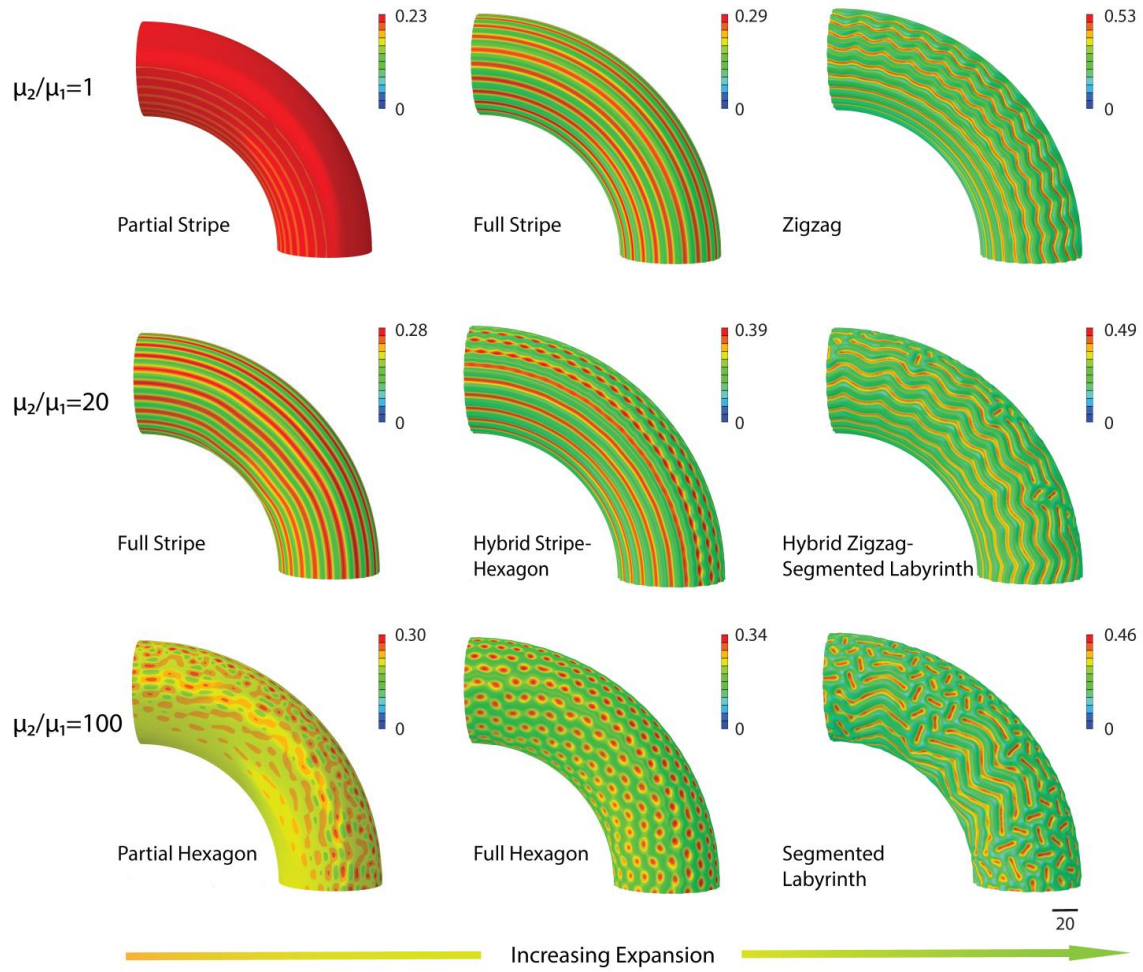 0.23
0
0.29
0
0.53
0
μ₂/μ₁=1
Partial Stripe
Full Stripe
Zigzag
0.28
0
0.39
0
0.49
0
μ₂/μ₁=20
Full Stripe
Hybrid Stripe-
Hexagon
Hybrid Zigzag-
Segmented Labyrinth
0.30
0
0.34
0
0.46
0
μ₂/μ₁=100
Partial Hexagon
Full Hexagon
Segmented
Labyrinth
20
Increasing Expansion